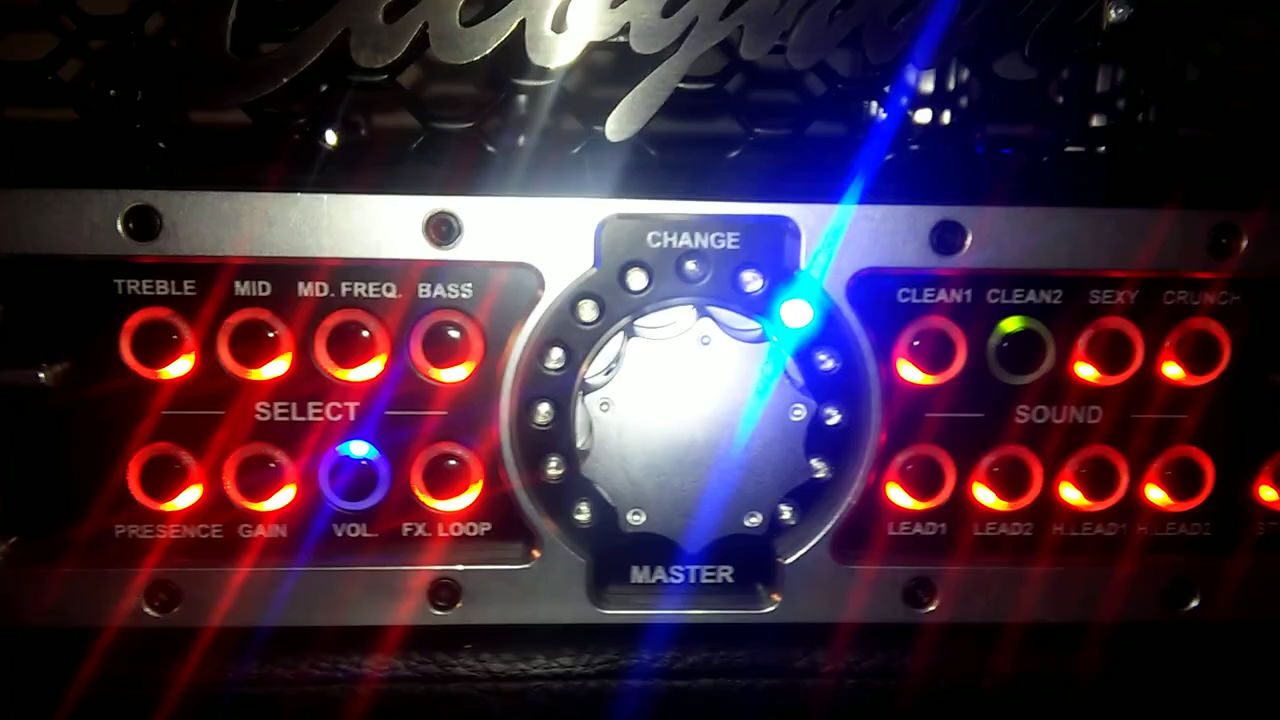 CHANGE
TREBLE MID MD. FREQ. BASS
CLEAN1 CLEAN2 SEXY CRUNCH
SELECT
SOUND
PRESENCE GAIN VOL. FX. LOOP
LEAD1 LEAD2 H.LEAD1 H.LEAD2
MASTER